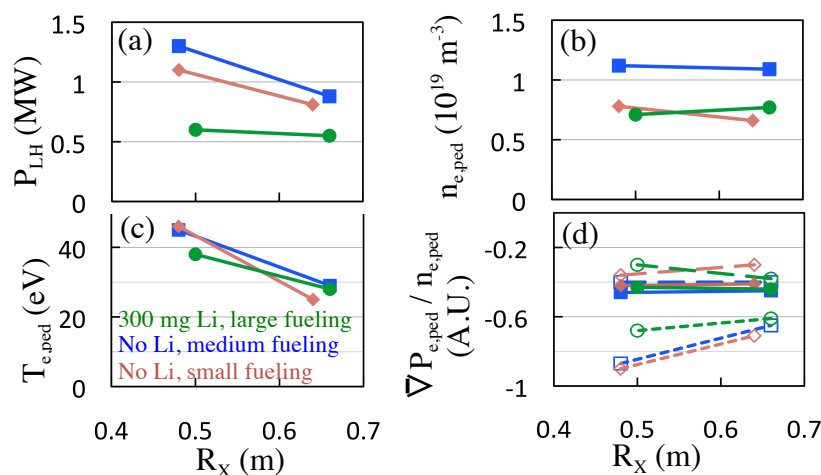 1.5
(a)
1
0.5
0
P_LH (MW)
1.5
(b)
1
0.5
0
n_e,ped (10^19 m^-3)
(c)
40
20
0
T_e,ped (eV)
300 mg Li, large fueling
No Li, medium fueling
No Li, small fueling
0.4 0.5 0.6 0.7
R_X (m)
(d)
-0.2
-0.6
-1
∇P_e,ped / n_e,ped
(A.U.)
0.4 0.5 0.6 0.7
R_X (m)